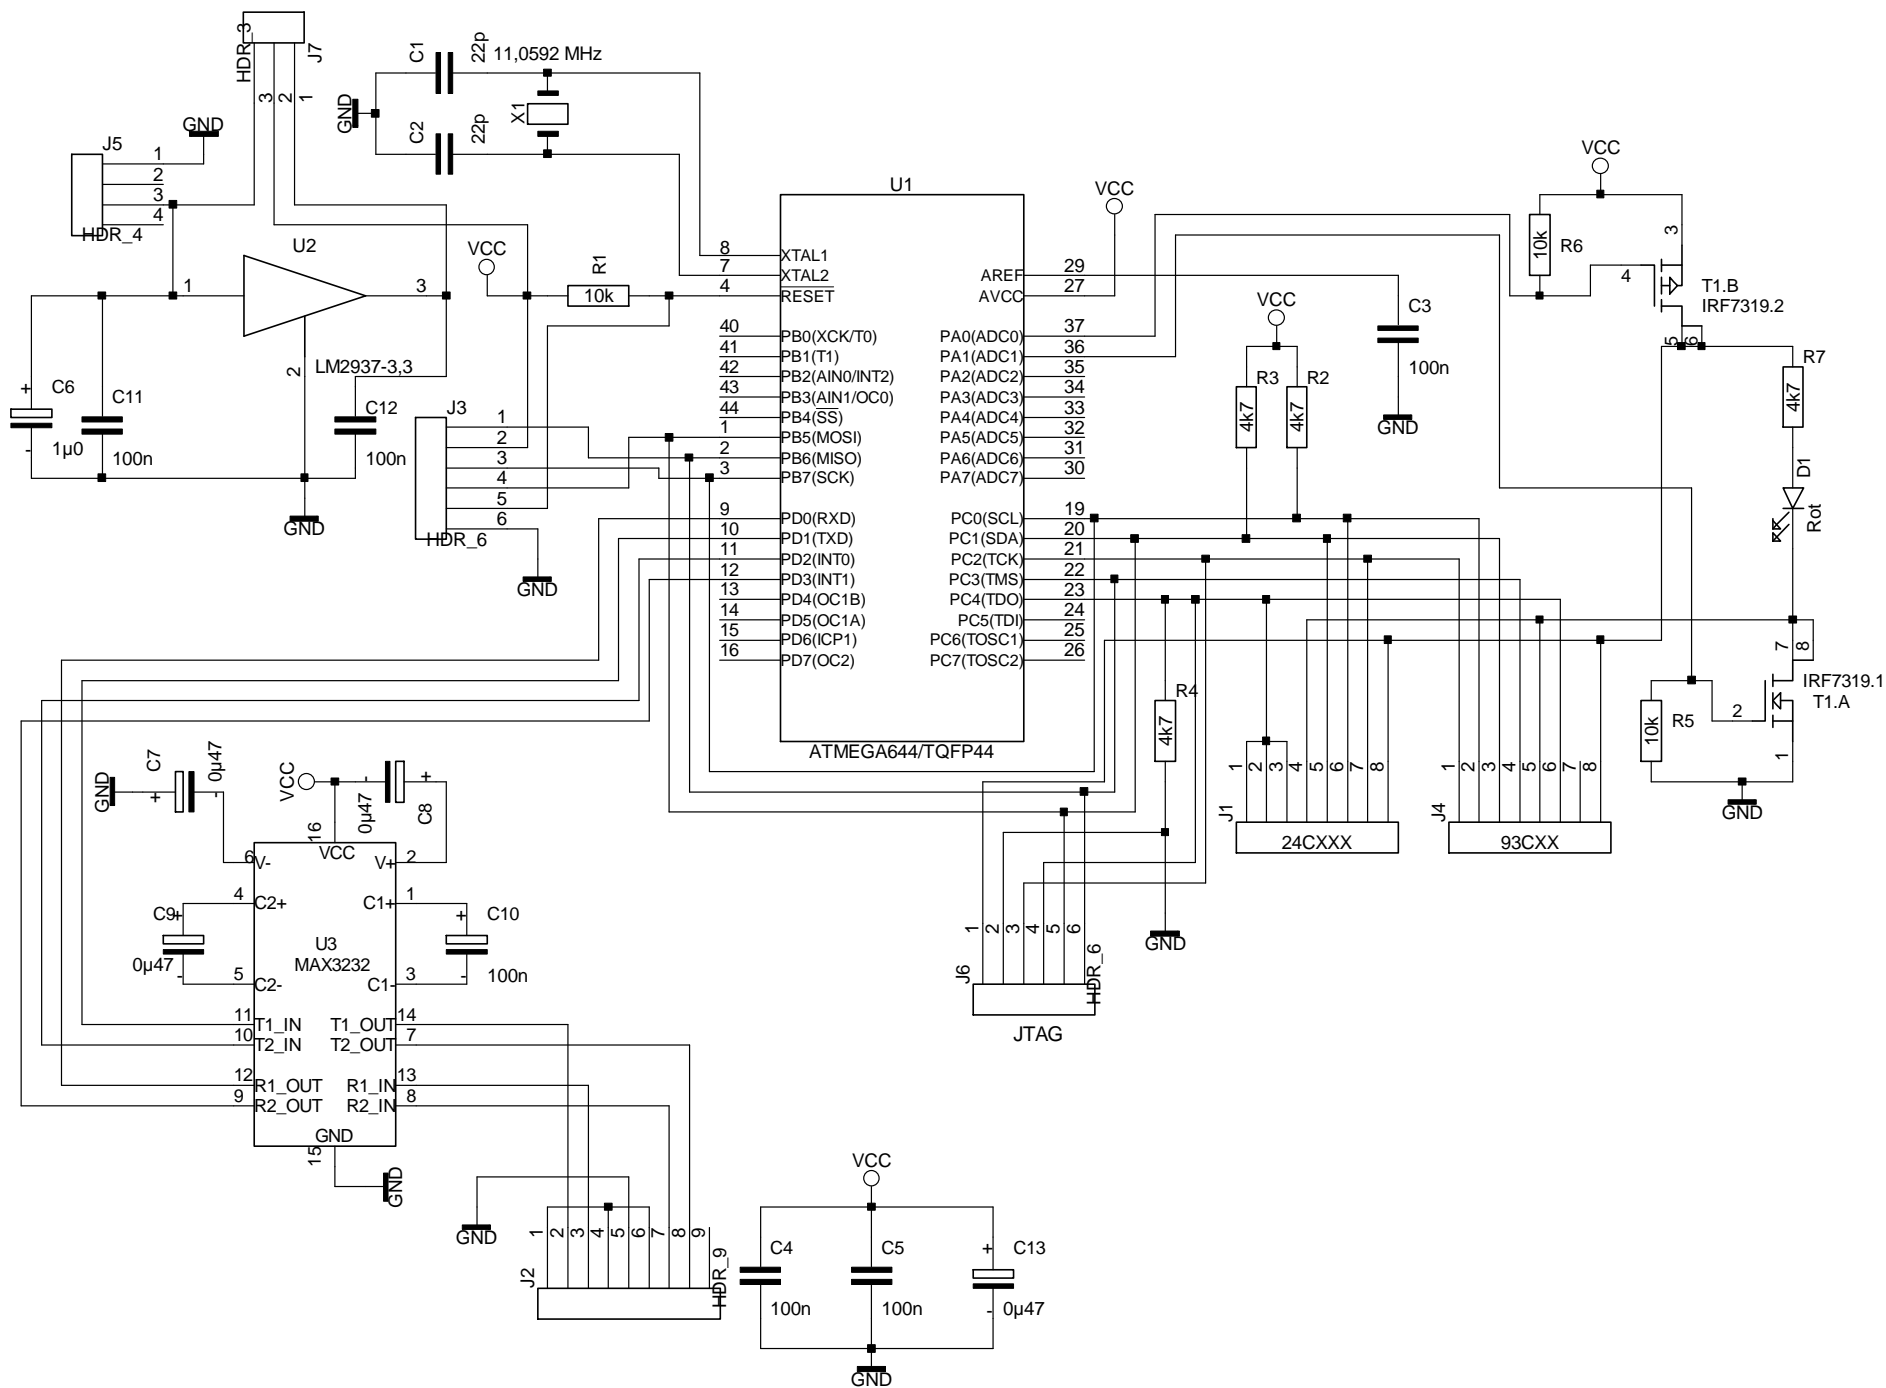 HDR_3
J7
3
2
1
GND
J5
1
2
3
4
HDR_4
C1
22p
11,0592 MHz
GND
C2
22p
X1
U2
1
3
2
LM2937-3,3
+
C6
-
1µ0
C11
100n
C12
100n
GND
VCC
R1
10k
J3
1
2
3
4
5
6
HDR_6
GND
U1
8
XTAL1
7
XTAL2
4
RESET
40
PB0(XCK/T0)
41
PB1(T1)
42
PB2(AIN0/INT2)
43
PB3(AIN1/OC0)
44
PB4(SS)
1
PB5(MOSI)
2
PB6(MISO)
3
PB7(SCK)
9
PD0(RXD)
10
PD1(TXD)
11
PD2(INT0)
12
PD3(INT1)
13
PD4(OC1B)
14
PD5(OC1A)
15
PD6(ICP1)
16
PD7(OC2)
AREF
29
AVCC
27
PA0(ADC0)
37
PA1(ADC1)
36
PA2(ADC2)
35
PA3(ADC3)
34
PA4(ADC4)
33
PA5(ADC5)
32
PA6(ADC6)
31
PA7(ADC7)
30
PC0(SCL)
19
PC1(SDA)
20
PC2(TCK)
21
PC3(TMS)
22
PC4(TDO)
23
PC5(TDI)
24
PC6(TOSC1)
25
PC7(TOSC2)
26
ATMEGA644/TQFP44
VCC
VCC
R3
4k7
R2
4k7
C3
100n
GND
VCC
R6
10k
3
4
T1.B
IRF7319.2
5
6
R7
4k7
D1
Rot
7
8
IRF7319.1
T1.A
2
1
R5
10k
GND
R4
4k7
GND
J1
1
2
3
4
5
6
7
8
24CXXX
J4
1
2
3
4
5
6
7
8
93CXX
J6
1
2
3
4
5
6
HDR_6
JTAG
GND
C7
+
-
0µ47
VCC
-
+
0µ47
C8
16
VCC
6
V-
V+
2
4
C2+
C1+
1
C9
+
0µ47
-
5
C2-
C1-
3
+
C10
-
100n
U3
MAX3232
11
T1_IN
T1_OUT
14
10
T2_IN
T2_OUT
7
12
R1_OUT
R1_IN
13
9
R2_OUT
R2_IN
8
GND
15
GND
GND
J2
1
2
3
4
5
6
7
8
9
HDR_9
VCC
C4
100n
C5
100n
+
C13
-
0µ47
GND